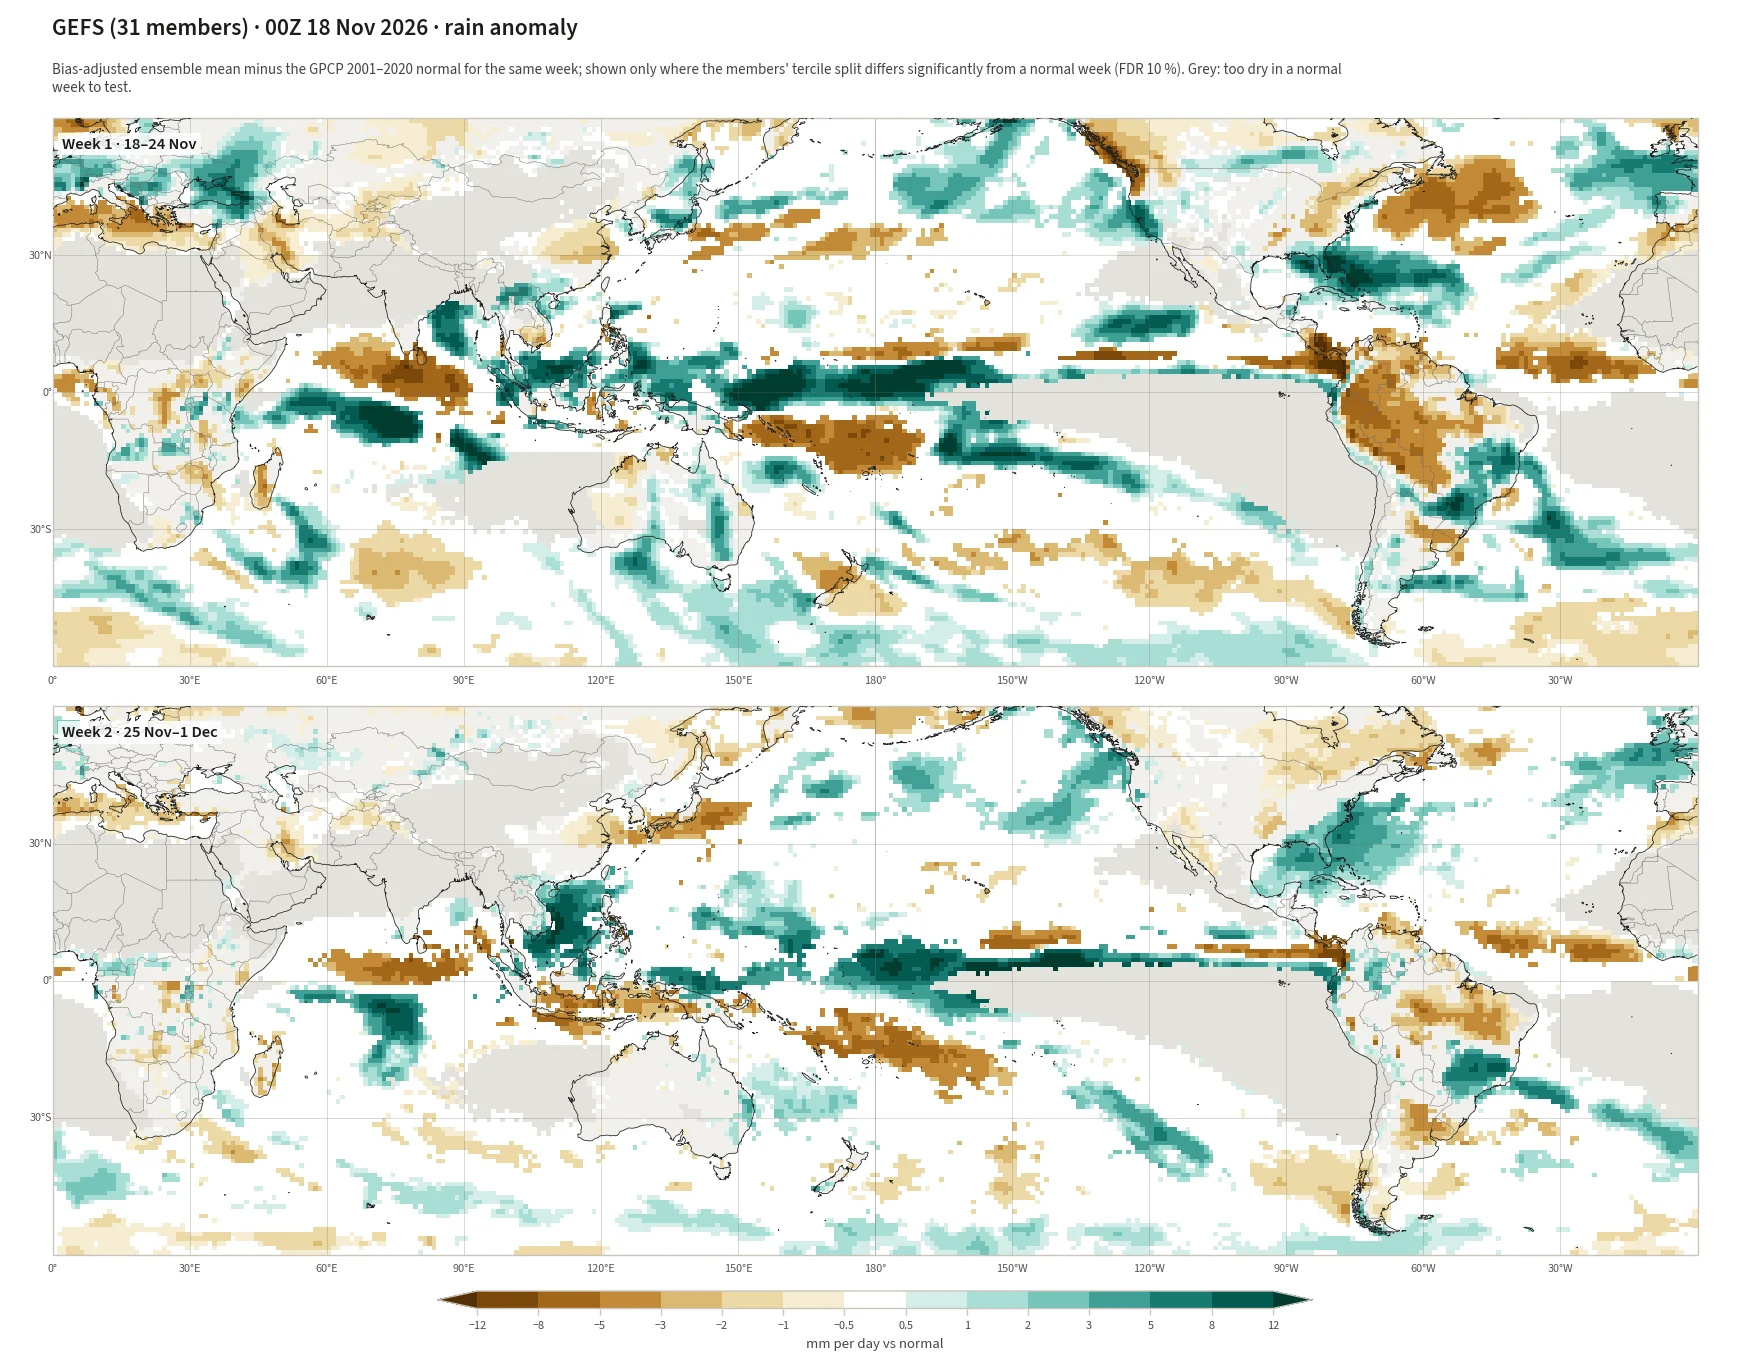 GEFS (31 members) · 00Z 18 Nov 2026 · rain anomaly
Bias-adjusted ensemble mean minus the GPCP 2001–2020 normal for the same week; shown only where the members' tercile split differs significantly from a normal week (FDR 10 %). Grey: too dry in a normal
week to test.
Week 1 · 18–24 Nov
30°N
0°
30°S
0° 30°E 60°E 90°E 120°E 150°E 180° 150°W 120°W 90°W 60°W 30°W
Week 2 · 25 Nov–1 Dec
30°N
0°
30°S
0° 30°E 60°E 90°E 120°E 150°E 180° 150°W 120°W 90°W 60°W 30°W
−12 −8 −5 −3 −2 −1 −0.5 0.5 1 2 3 5 8 12
mm per day vs normal